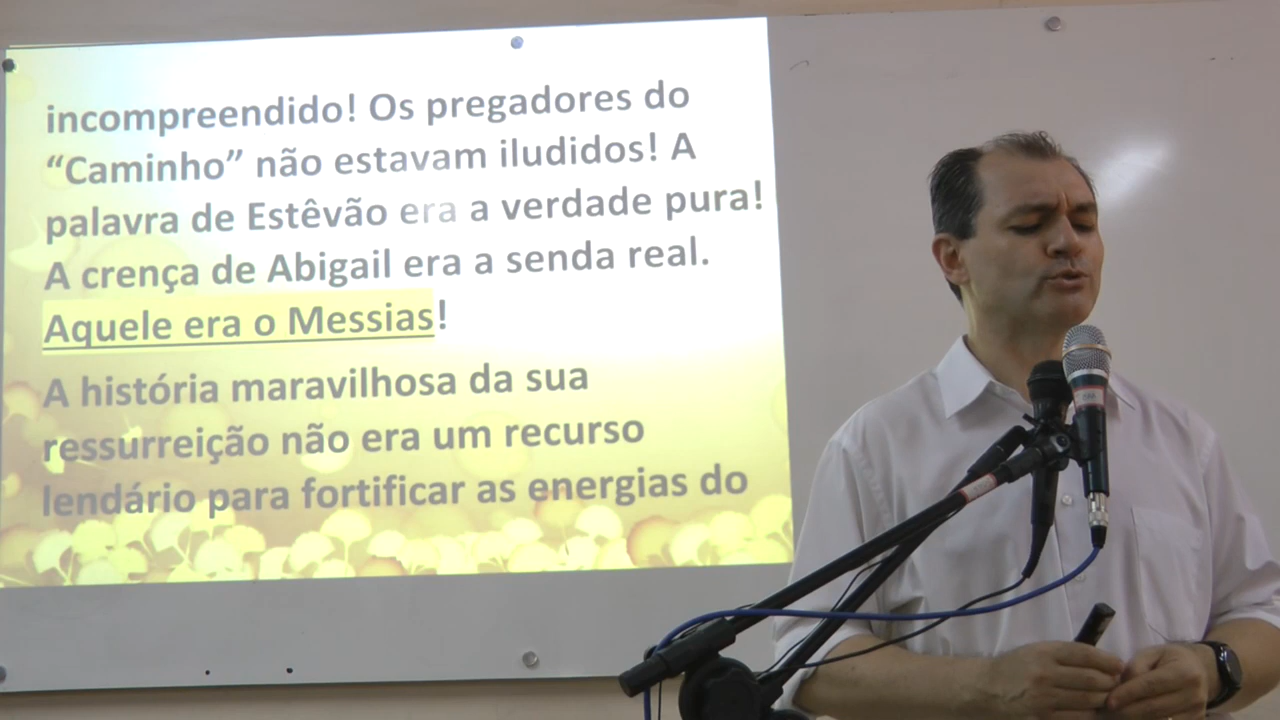 incompreendido! Os pregadores do
“Caminho” não estavam iludidos! A
palavra de Estêvão era a verdade pura!
A crença de Abigail era a senda real.
Aquele era o Messias!
A história maravilhosa da sua
ressurreição não era um recurso
lendário para fortificar as energias do